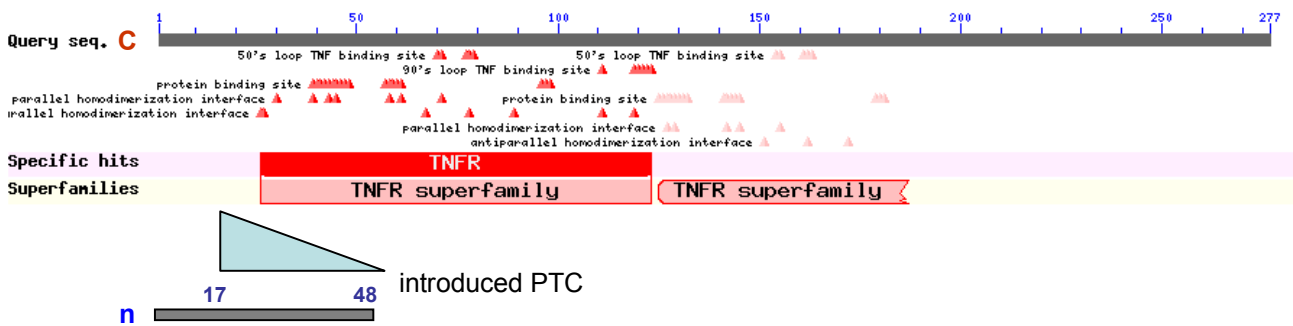 1 50 100 150 200 250 277
Query seq. C
50's loop TNF binding site 50's loop TNF binding site
90's loop TNF binding site
protein binding site
parallel homodimerization interface protein binding site
rallel homodimerization interface
parallel homodimerization interface
antiparallel homodimerization interface
Specific hits TNFR
Superfamilies TNFR superfamily TNFR superfamily
introduced PTC
17 48
n